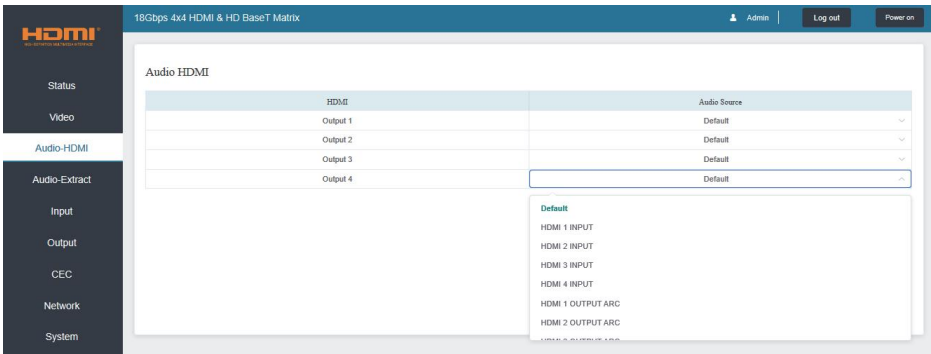 18Gbps 4x4 HDMI & HD BaseT Matrix
Admin
Log out
Power on
HDMI
Status
Video
Audio-HDMI
Audio-Extract
Input
Output
CEC
Network
System
Audio HDMI
HDMI Audio Source
Output 1 Default
Output 2 Default
Output 3 Default
Output 4 Default
Default
HDMI 1 INPUT
HDMI 2 INPUT
HDMI 3 INPUT
HDMI 4 INPUT
HDMI 1 OUTPUT ARC
HDMI 2 OUTPUT ARC